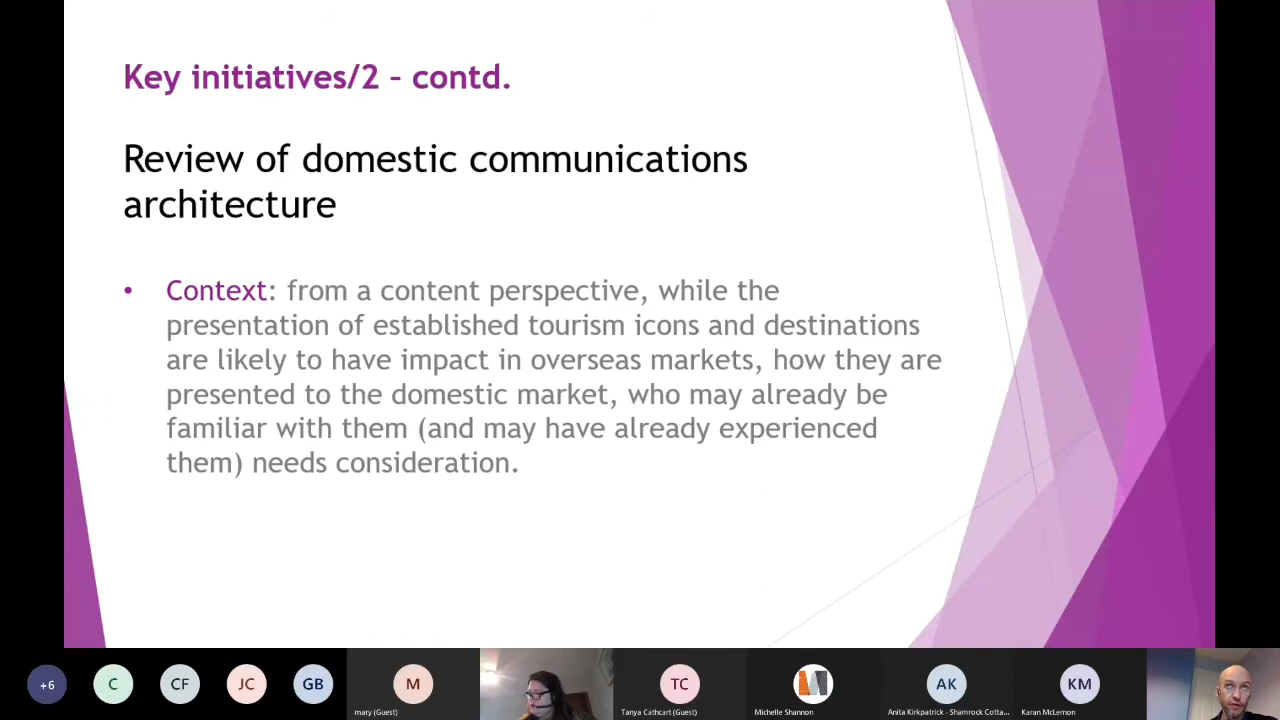 Key initiatives/2 – contd.
Review of domestic communications
architecture
• Context: from a content perspective, while the
presentation of established tourism icons and destinations
are likely to have impact in overseas markets, how they are
presented to the domestic market, who may already be
familiar with them (and may have already experienced
them) needs consideration.
+6
C
CF
JC
GB
M
TC
AK
KM
mary (Guest)
Tanya Cathcart (Guest)
Michelle Shannon
Anita Kirkpatrick - Shamrock Cotta...
Karan McLernon